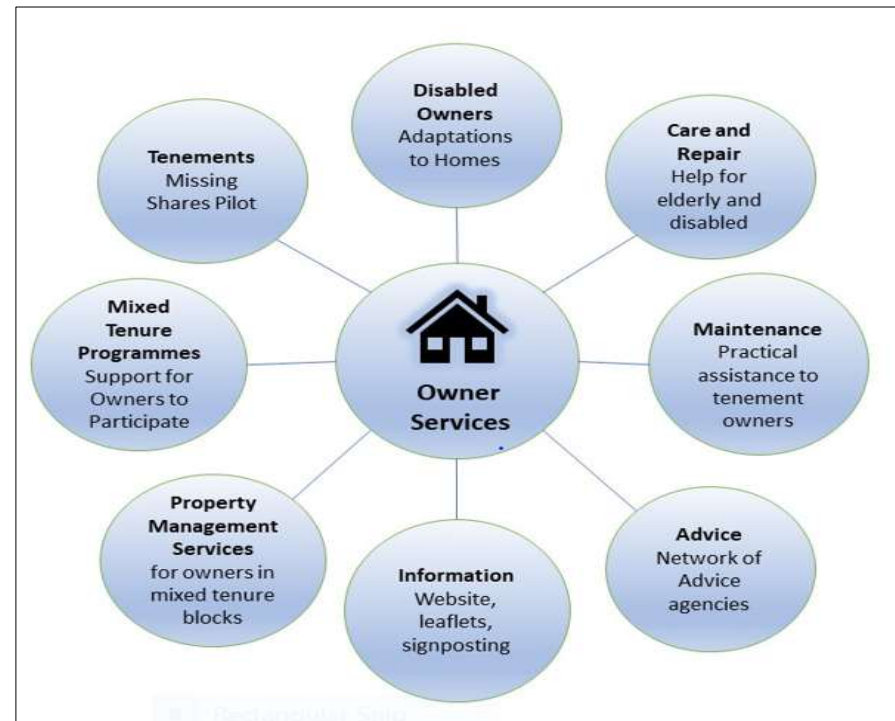 Disabled
Owners
Adaptations
to Homes
Care and
Repair
Help for
elderly and
disabled
Maintenance
Practical
assistance to
tenement
owners
Advice
Network of
Advice
agencies
Information
Website,
leaflets,
signposting
Property
Management
Services
for owners in
mixed tenure
blocks
Mixed
Tenure
Programmes
Support for
Owners to
Participate
Tenements
Missing
Shares Pilot
Owner
Services
Rectangular Snip